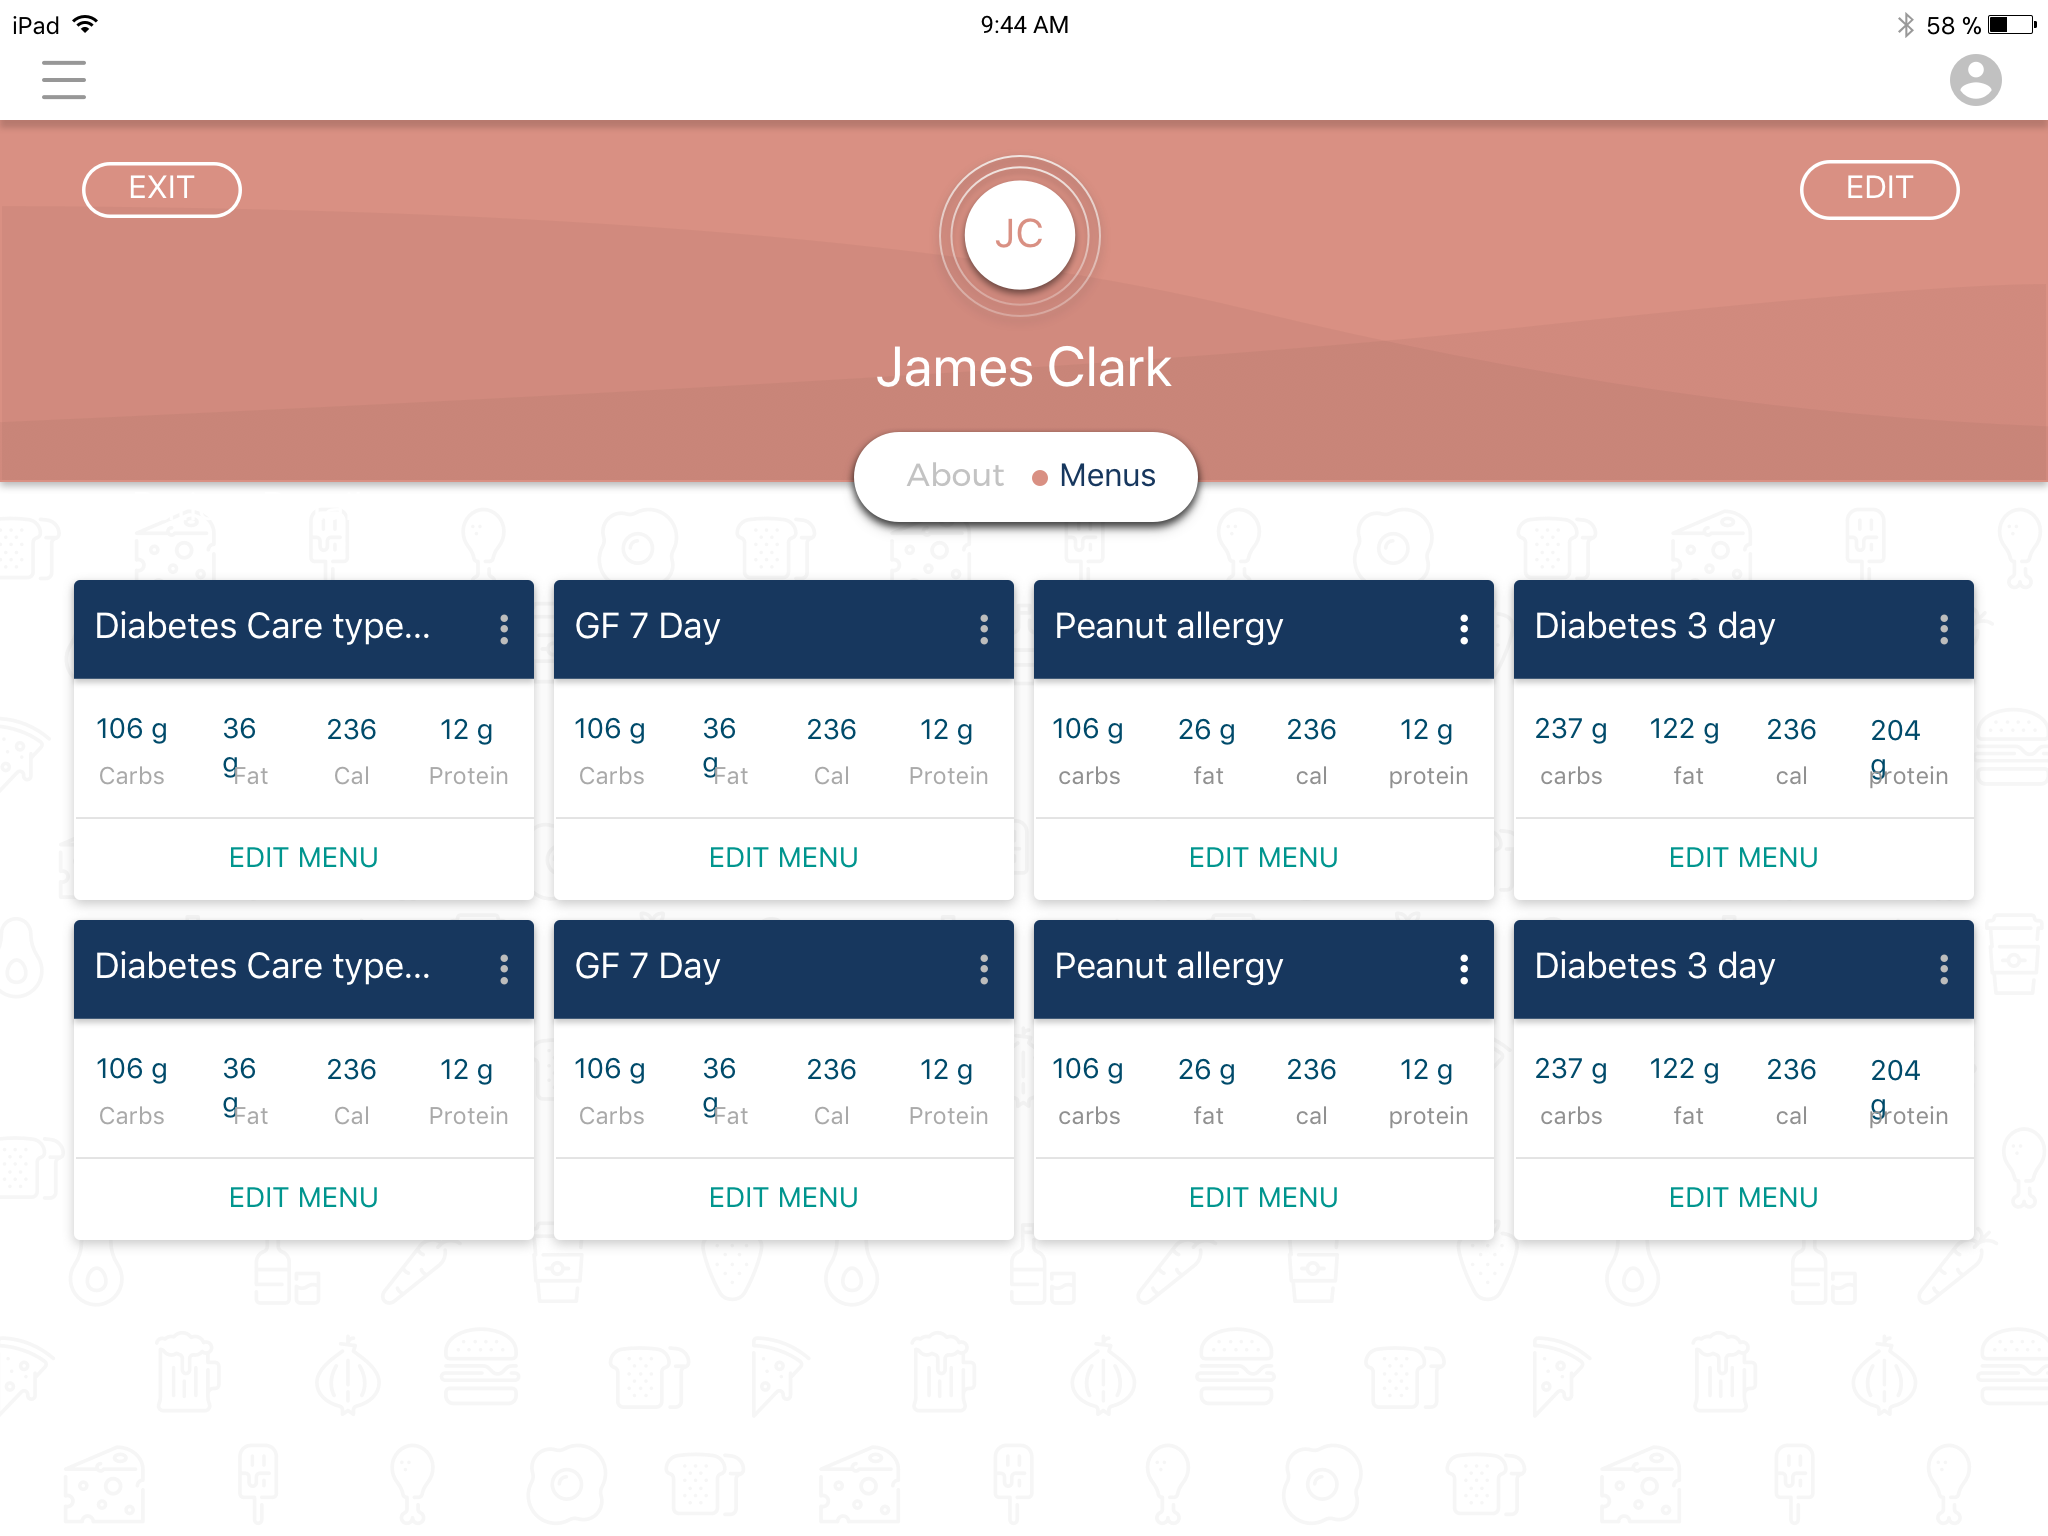 iPad 9:44 AM 58 %
EXIT EDIT
JC
James Clark
About Menus
Diabetes Care type... GF 7 Day Peanut allergy Diabetes 3 day
106 g 36 g 236 12 g 106 g 36 g 236 12 g 106 g 26 g 236 12 g 237 g 122 g 236 204 g
Carbs Fat Cal Protein Carbs Fat Cal Protein carbs fat cal protein carbs fat cal protein
EDIT MENU EDIT MENU EDIT MENU EDIT MENU
Diabetes Care type... GF 7 Day Peanut allergy Diabetes 3 day
106 g 36 g 236 12 g 106 g 36 g 236 12 g 106 g 26 g 236 12 g 237 g 122 g 236 204 g
Carbs Fat Cal Protein Carbs Fat Cal Protein carbs fat cal protein carbs fat cal protein
EDIT MENU EDIT MENU EDIT MENU EDIT MENU